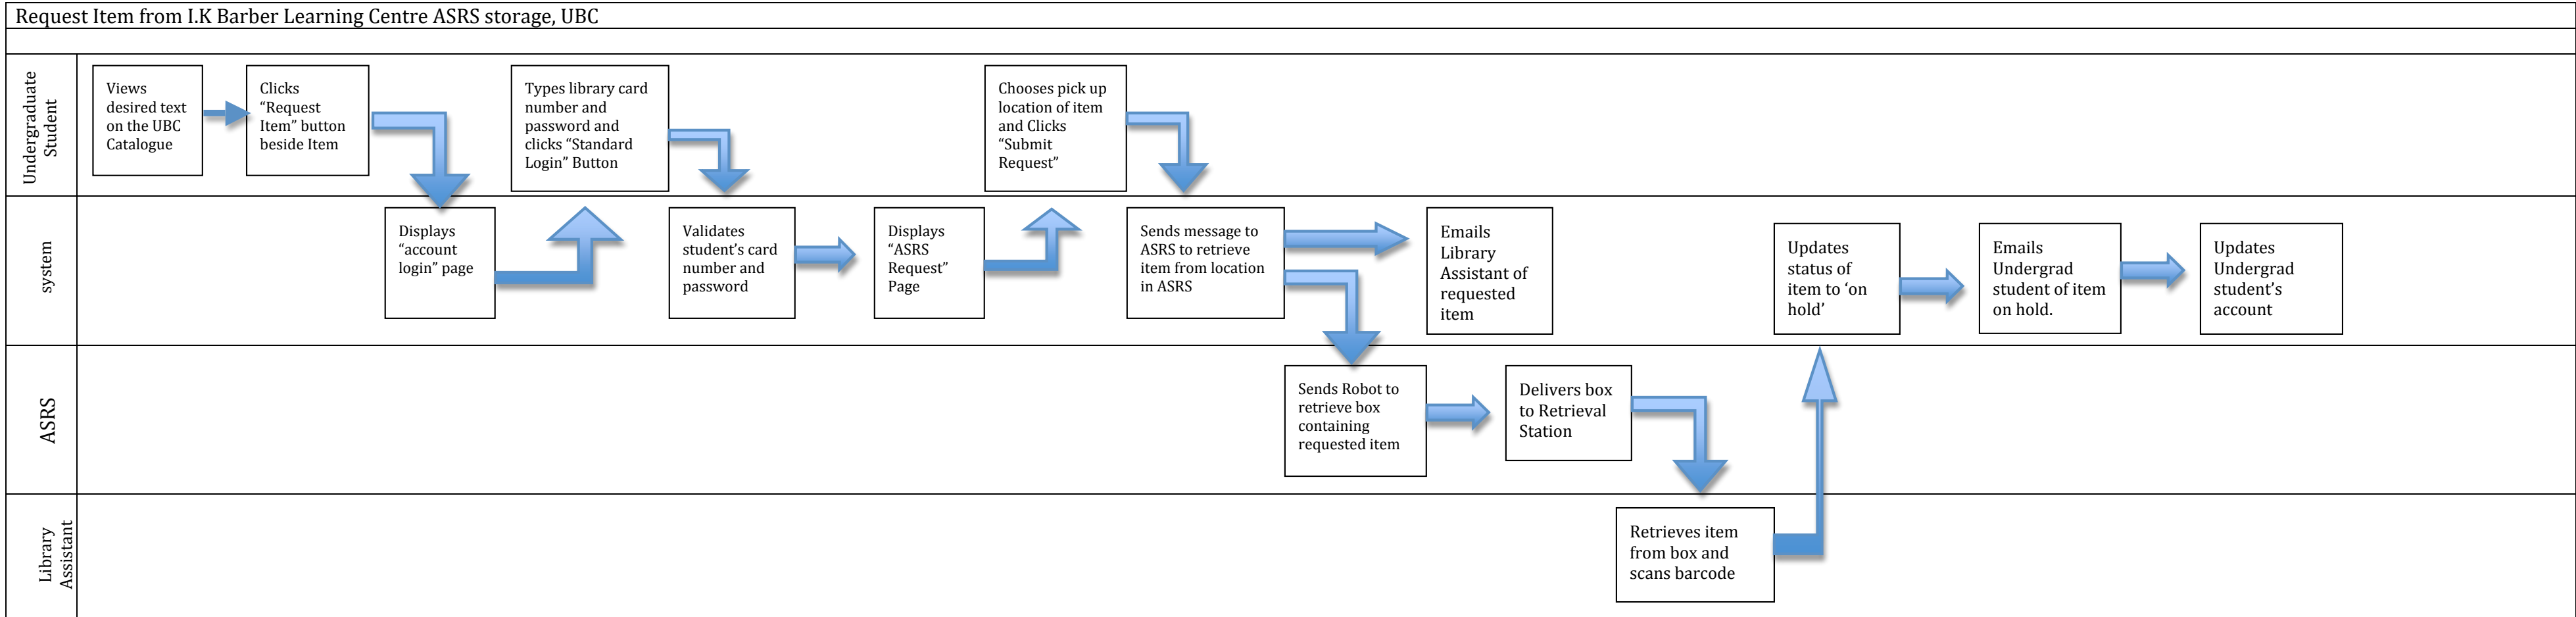 Request Item from I.K Barber Learning Centre ASRS storage, UBC
Undergraduate
Student
Views
desired text
on the UBC
Catalogue
Clicks
“Request
Item” button
beside Item
Types library card
number and
password and
clicks “Standard
Login” Button
Chooses pick up
location of item
and Clicks
“Submit
Request”
system
Displays
“account
login” page
Validates
student’s card
number and
password
Displays
“ASRS
Request”
Page
Sends message to
ASRS to retrieve
item from location
in ASRS
Emails
Library
Assistant of
requested
item
Updates
status of
item to ‘on
hold’
Emails
Undergrad
student of item
on hold.
Updates
Undergrad
student’s
account
ASRS
Sends Robot to
retrieve box
containing
requested item
Delivers box
to Retrieval
Station
Library
Assistant
Retrieves item
from box and
scans barcode